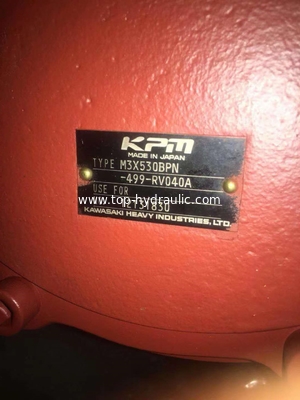 KPM
MADE IN JAPAN
TYPE M3X530BPN
-499-RV040A
USE FOR
www.top-hydraulic.com
KAWASAKI HEAVY INDUSTRIES, LTD.